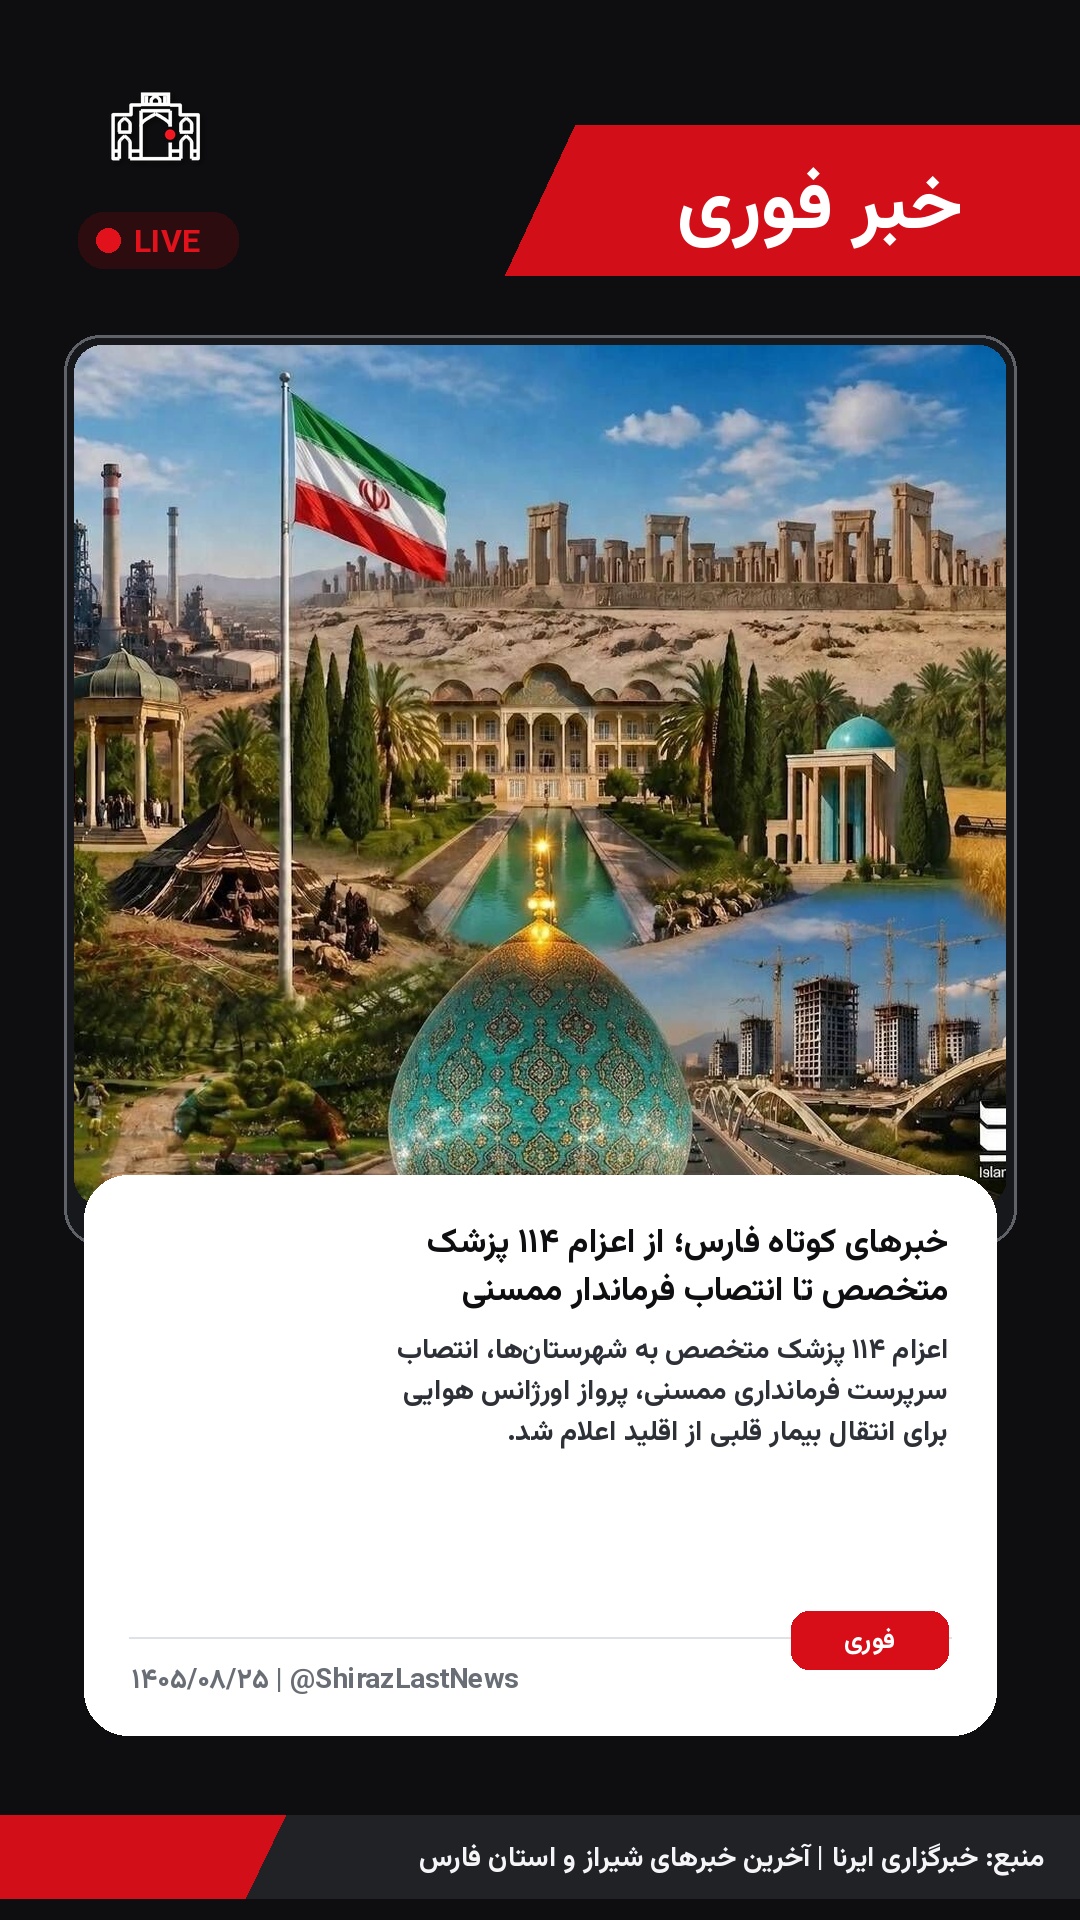 خبر فوری
LIVE
Islar
خبرهای کوتاه فارس؛ از اعزام ۱۱۴ پزشک
متخصص تا انتصاب فرماندار ممسنی
اعزام ۱۱۴ پزشک متخصص به شهرستان‌ها، انتصاب
سرپرست فرمانداری ممسنی، پرواز اورژانس هوایی
برای انتقال بیمار قلبی از اقلید اعلام شد.
فوری
۱۴۰۵/۰۸/۲۵ | @ShirazLastNews
منبع: خبرگزاری ایرنا | آخرین خبرهای شیراز و استان فارس